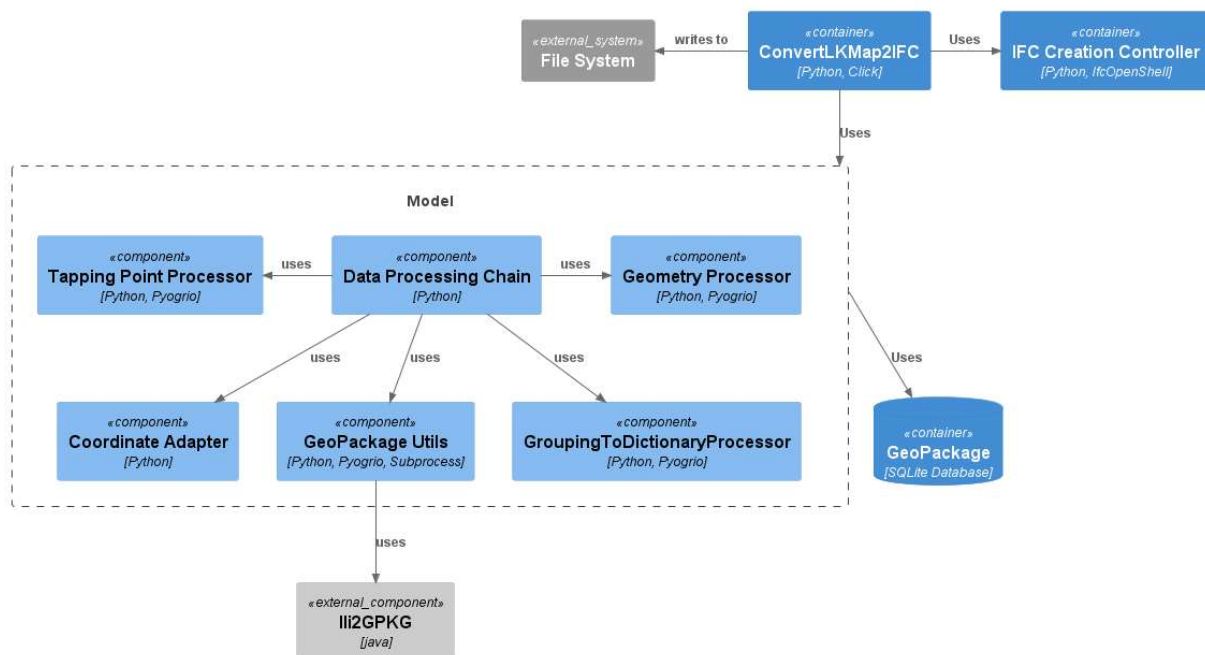 «external_system»
File System
writes to
«container»
ConvertLKMap2IFC
[Python, Click]
Uses
«container»
IFC Creation Controller
[Python, IfcOpenShell]
Uses
Model
«component»
Tapping Point Processor
[Python, Pyogrio]
uses
«component»
Data Processing Chain
[Python]
uses
«component»
Geometry Processor
[Python, Pyogrio]
uses
uses
uses
Uses
«component»
Coordinate Adapter
[Python]
«component»
GeoPackage Utils
[Python, Pyogrio, Subprocess]
«component»
GroupingToDictionaryProcessor
[Python, Pyogrio]
«container»
GeoPackage
[SQLite Database]
uses
«external_component»
Ili2GPKG
[java]